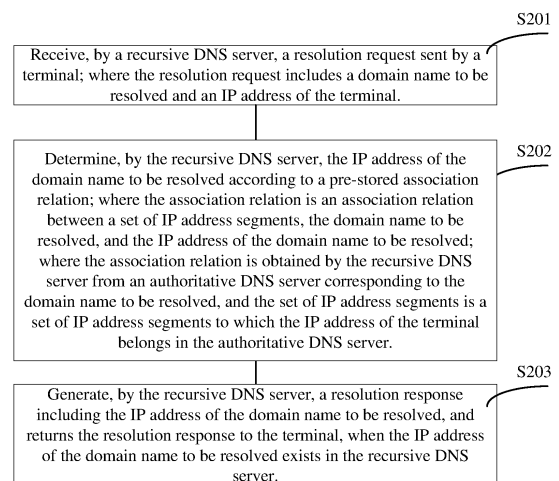 S201
Receive, by a recursive DNS server, a resolution request sent by a
terminal; where the resolution request includes a domain name to be
resolved and an IP address of the terminal.
S202
Determine, by the recursive DNS server, the IP address of the
domain name to be resolved according to a pre-stored association
relation; where the association relation is an association relation
between a set of IP address segments, the domain name to be
resolved, and the IP address of the domain name to be resolved;
where the association relation is obtained by the recursive DNS
server from an authoritative DNS server corresponding to the
domain name to be resolved, and the set of IP address segments is a
set of IP address segments to which the IP address of the terminal
belongs in the authoritative DNS server.
S203
Generate, by the recursive DNS server, a resolution response
including the IP address of the domain name to be resolved, and
returns the resolution response to the terminal, when the IP address
of the domain name to be resolved exists in the recursive DNS
server.